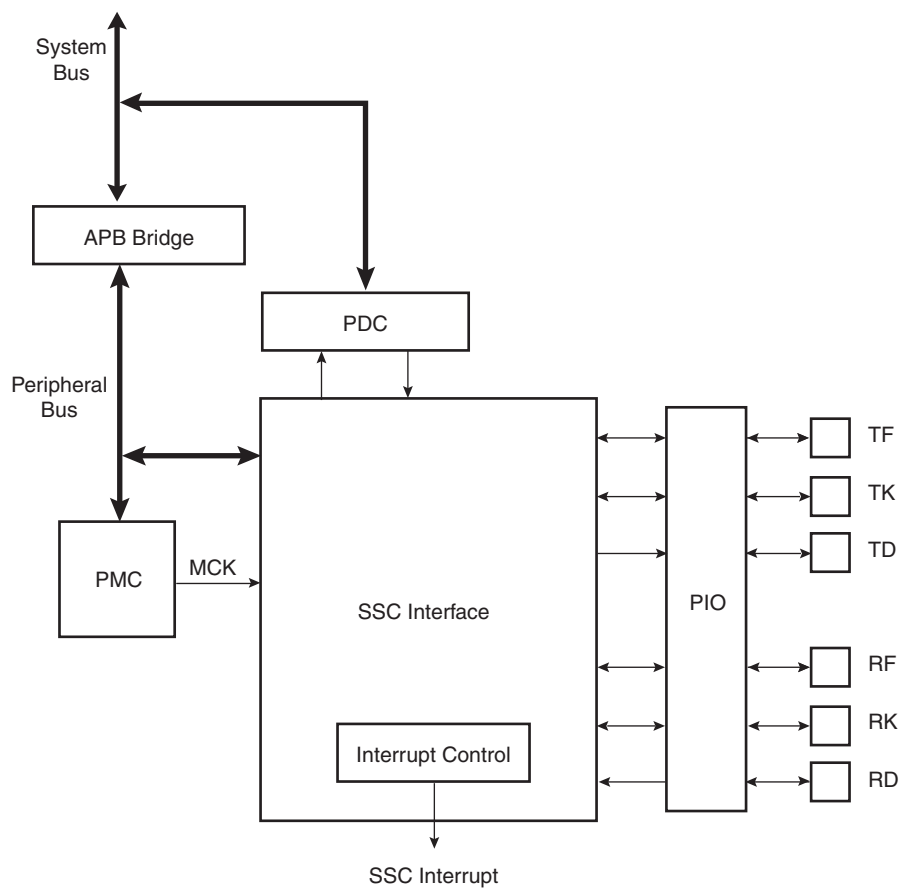 System
Bus
APB Bridge
PDC
Peripheral
Bus
TF
TK
TD
PMC
MCK
SSC Interface
PIO
RF
RK
RD
Interrupt Control
SSC Interrupt